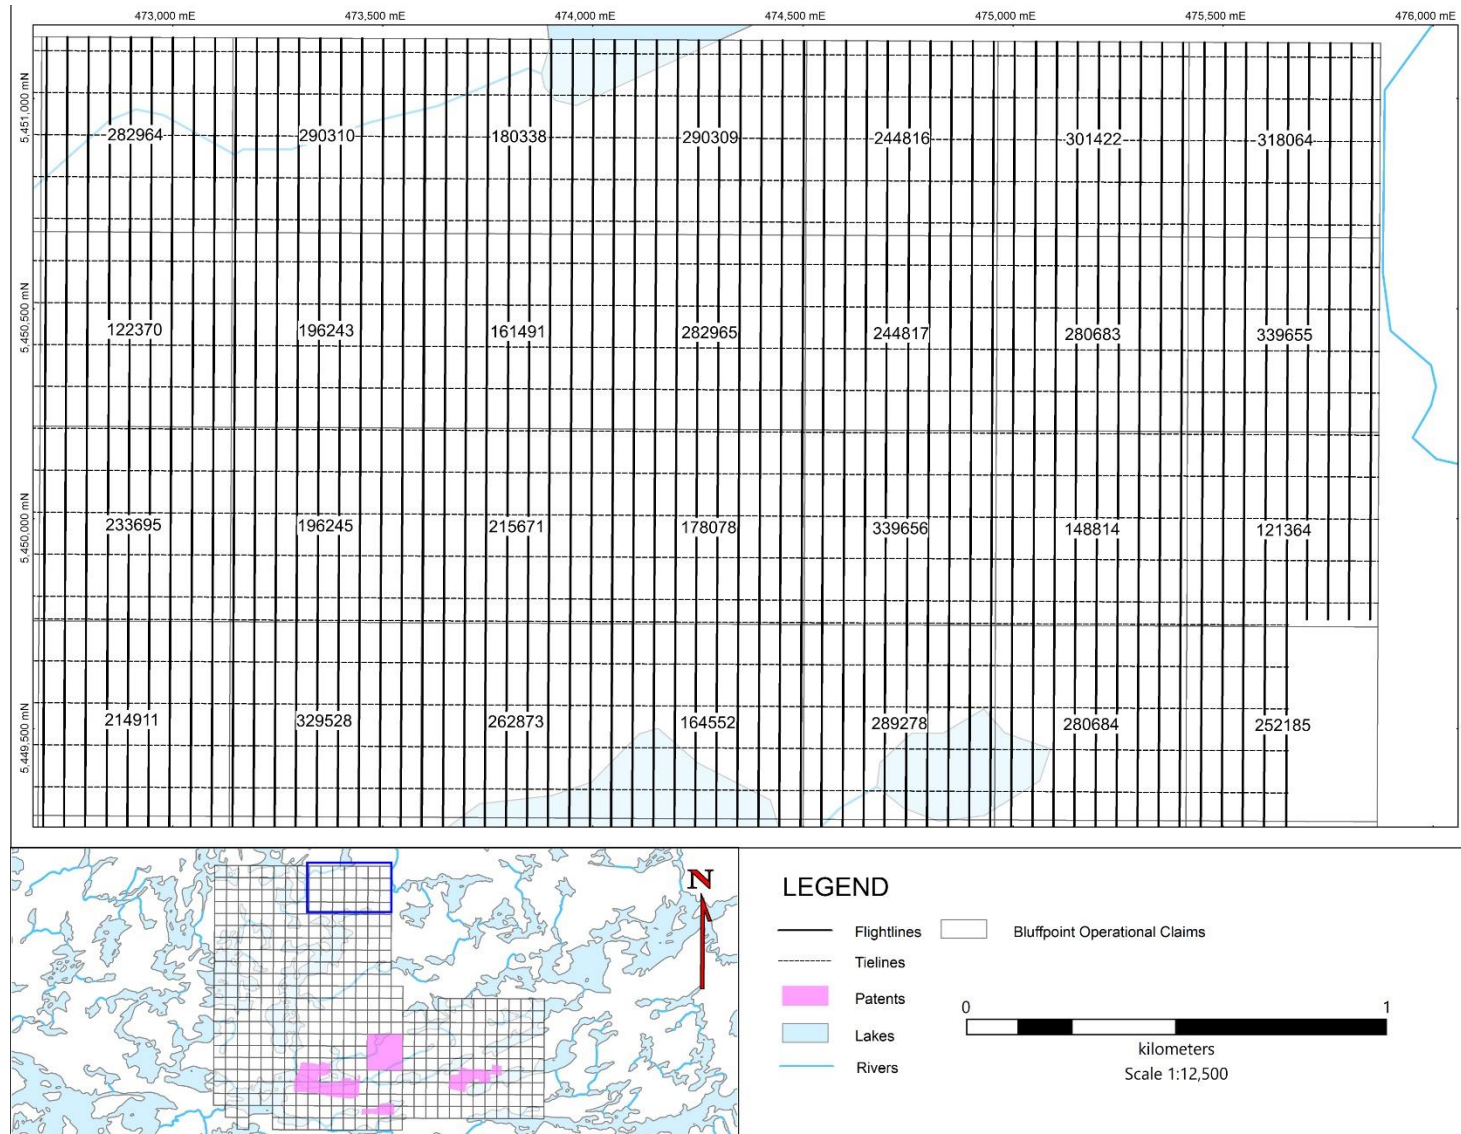 473,000 mE 473,500 mE 474,000 mE 474,500 mE 475,000 mE 475,500 mE 476,000 mE
5,451,000 mN
282964 290310 180338 290309 244816 301422 318064
5,450,500 mN
122370 196243 161491 282965 244817 280683 339655
5,450,000 mN
233695 196245 215671 178078 339656 148814 121364
5,449,500 mN
214911 329528 262873 164552 289278 280684 252185
N
LEGEND
Flightlines Bluffpoint Operational Claims
Tielines
Patents
Lakes
Rivers
0 1
kilometers
Scale 1:12,500